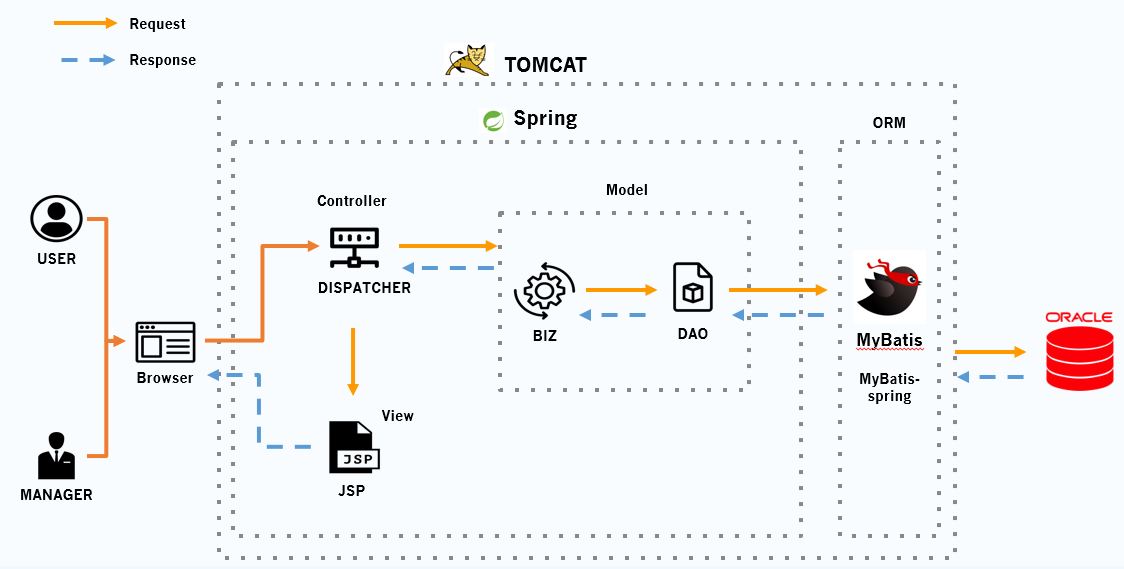 Request
Response
TOMCAT
Spring
ORM
Model
Controller
USER
DISPATCHER
BIZ
DAO
ORACLE
MyBatis
Browser
MyBatis-
spring
View
JSP
JSP
MANAGER